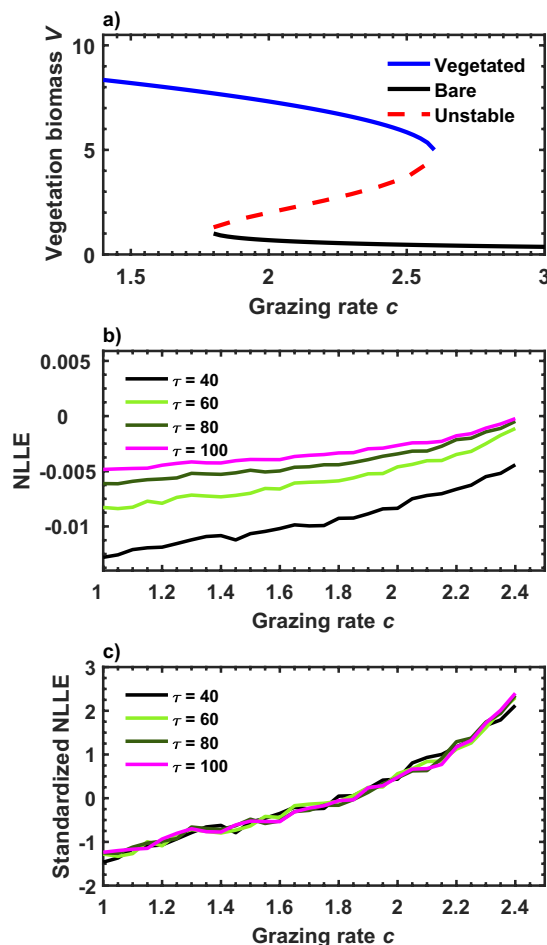 a)
10
5
0
Vegetation biomass V
Vegetated
Bare
Unstable
1.5 2 2.5 3
Grazing rate c
b)
0.005
0
-0.005
-0.01
NLLE
τ = 40
τ = 60
τ = 80
τ = 100
1 1.2 1.4 1.6 1.8 2 2.2 2.4
Grazing rate c
c)
3
2
1
0
-1
-2
Standardized NLLE
τ = 40
τ = 60
τ = 80
τ = 100
1 1.2 1.4 1.6 1.8 2 2.2 2.4
Grazing rate c